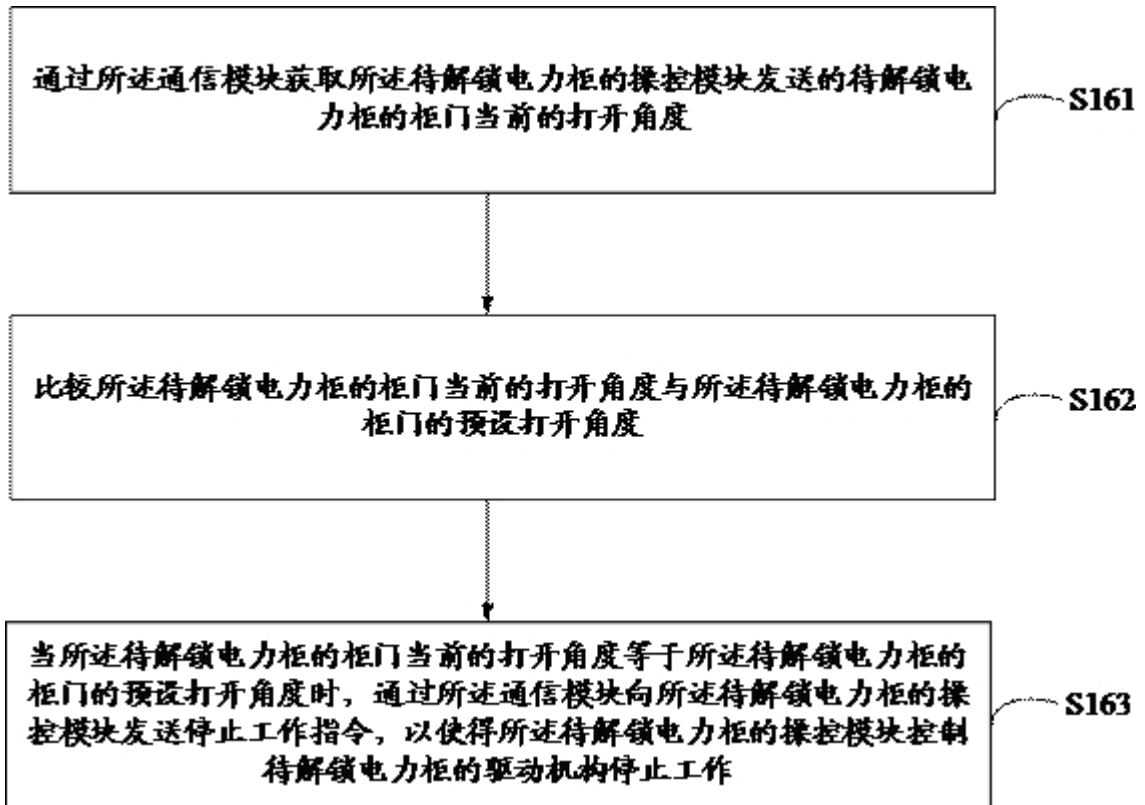 通过所述通信模块获取所述待解锁电力柜的操控模块发送的待解锁电
力柜的柜门当前的打开角度
S161
比较所述待解锁电力柜的柜门当前的打开角度与所述待解锁电力柜的
柜门的预设打开角度
S162
当所述待解锁电力柜的柜门当前的打开角度等于所述待解锁电力柜的
柜门的预设打开角度时，通过所述通信模块向所述待解锁电力柜的操
控模块发送停止工作指令，以使得所述待解锁电力柜的操控模块控制
待解锁电力柜的驱动机构停止工作
S163